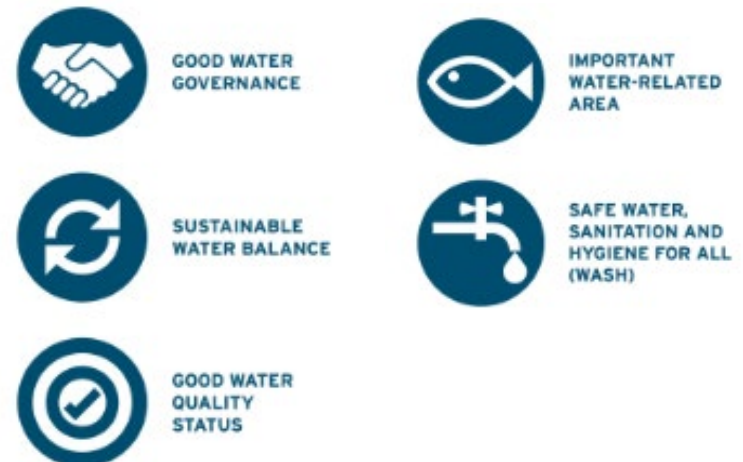 GOOD WATER
GOVERNANCE
SUSTAINABLE
WATER BALANCE
GOOD WATER
QUALITY
STATUS
IMPORTANT
WATER-RELATED
AREA
SAFE WATER,
SANITATION AND
HYGIENE FOR ALL
(WASH)